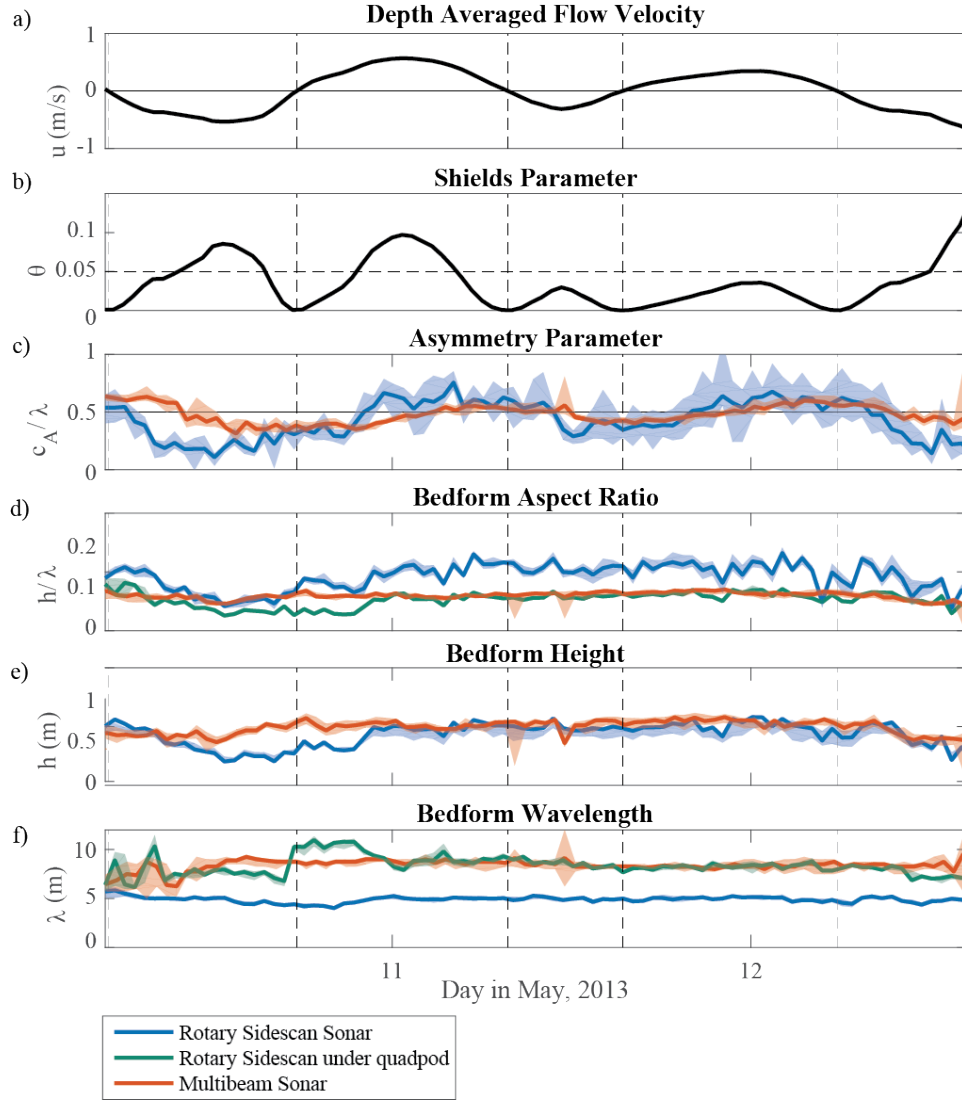 a)
Depth Averaged Flow Velocity
1
0
-1
u (m/s)
b)
Shields Parameter
0.1
0.05
0
θ
c)
Asymmetry Parameter
1
0.5
0
c_A/λ
d)
Bedform Aspect Ratio
0.2
0.1
0
h/λ
e)
Bedform Height
1
0.5
0
h (m)
f)
Bedform Wavelength
10
5
0
λ (m)
11
12
Day in May, 2013
Rotary Sidescan Sonar
Rotary Sidescan under quadpod
Multibeam Sonar